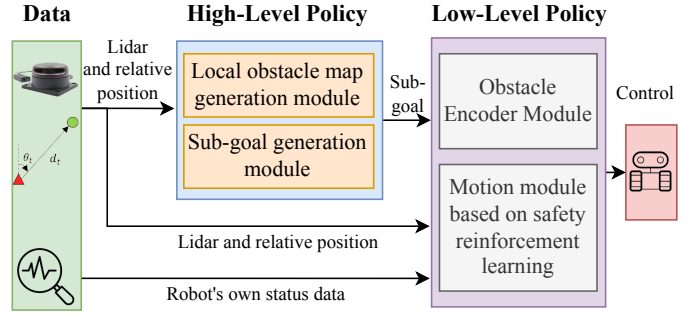 Data
High-Level Policy
Low-Level Policy
Lidar
and relative
position
Local obstacle map
generation module
Sub-goal generation
module
Sub-
goal
Obstacle
Encoder Module
Motion module
based on safety
reinforcement
learning
Control
θt
dt
Lidar and relative position
Robot's own status data